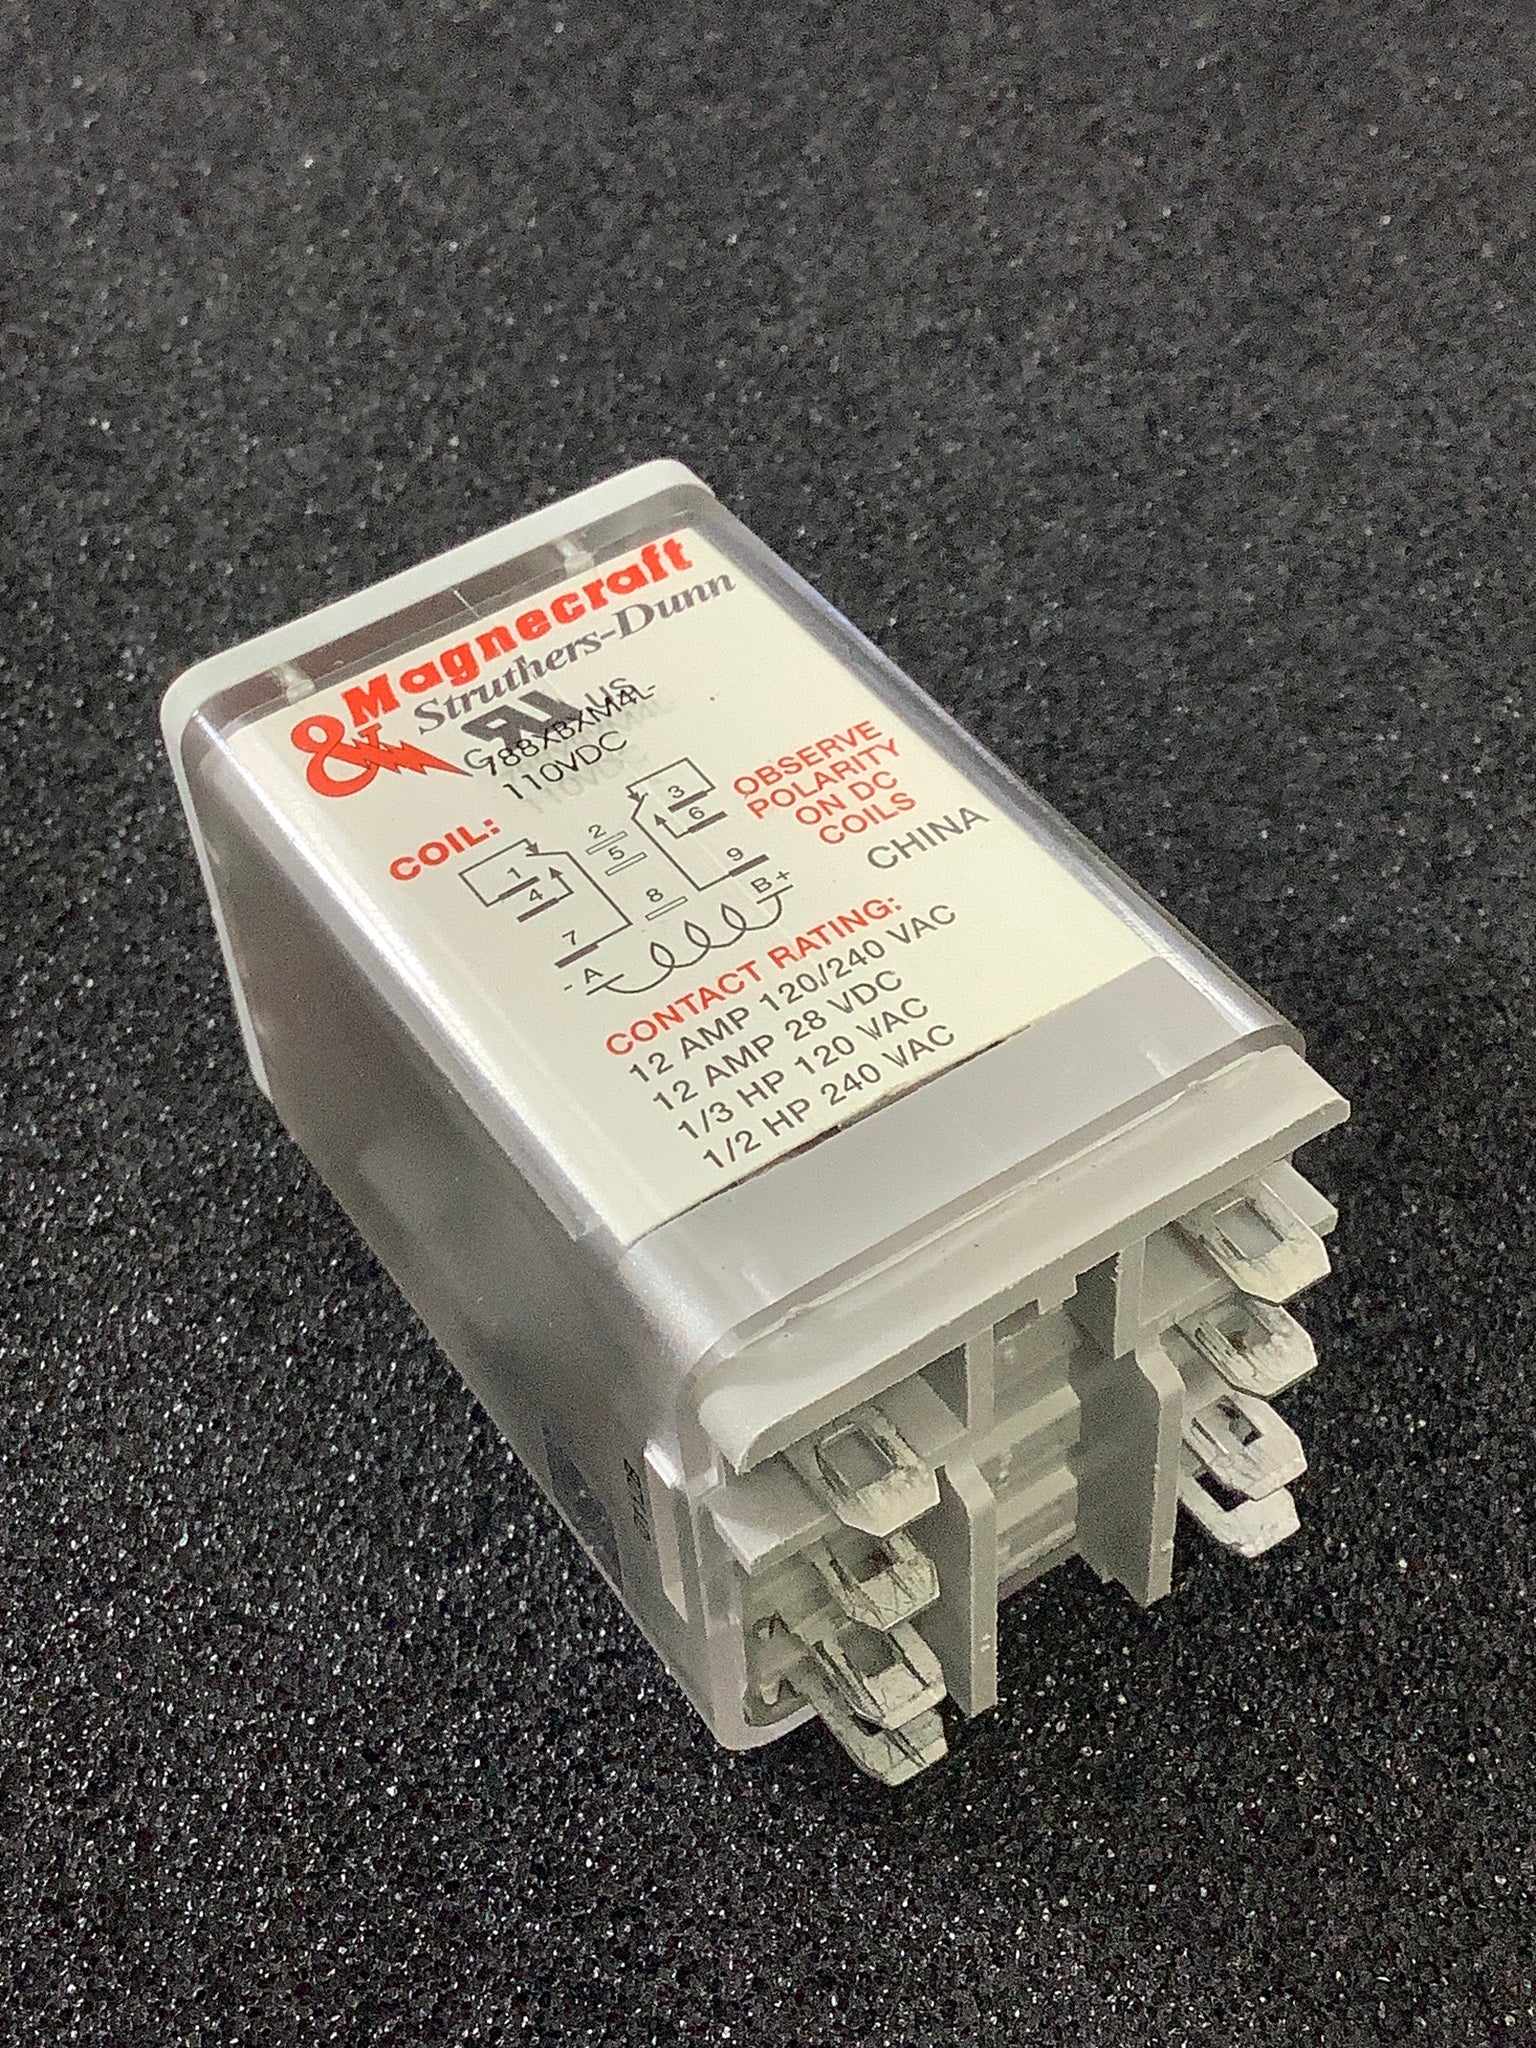 & Magnecraft
Struthers-Dunn
c UR US
788XBXM4L-
110VDC
COIL:
1
4
7
2
5
8
3
6
9
- A
B +
OBSERVE
POLARITY
ON DC
COILS
CHINA
CONTACT RATING:
12 AMP 120/240 VAC
12 AMP 28 VDC
1/3 HP 120 VAC
1/2 HP 240 VAC